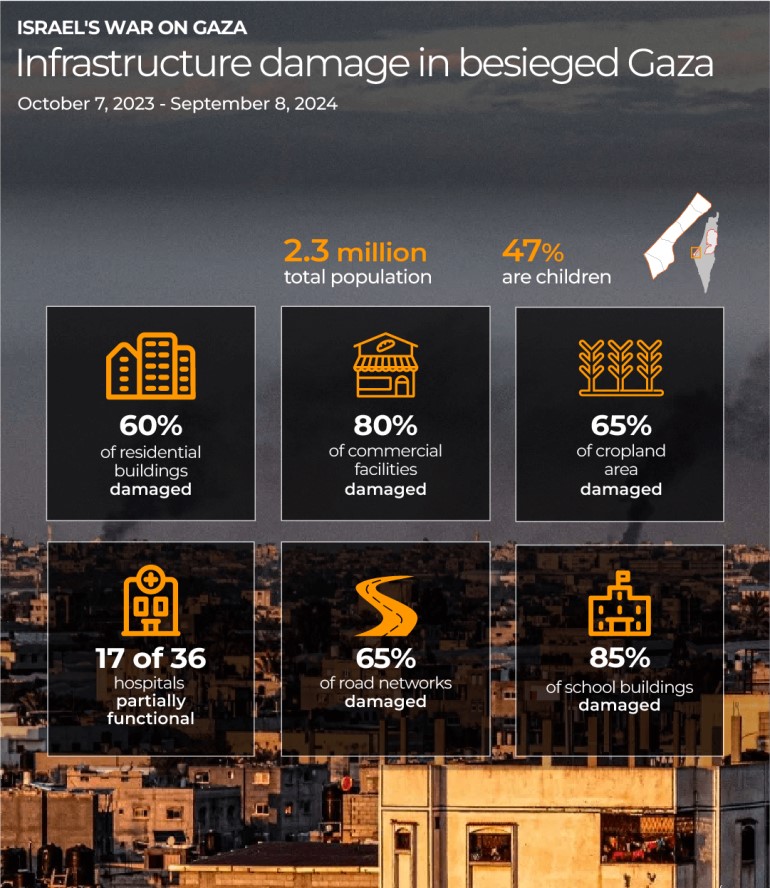 ISRAEL'S WAR ON GAZA
Infrastructure damage in besieged Gaza
October 7, 2023 - September 8, 2024
2.3 million
total population
47%
are children
60%
of residential
buildings
damaged
80%
of commercial
facilities
damaged
65%
of cropland
area
damaged
17 of 36
hospitals
partially
functional
65%
of road networks
damaged
85%
of school buildings
damaged